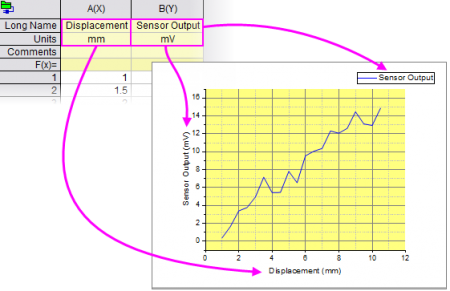 A(X) B(Y)
Long Name Displacement Sensor Output
Units mm mV
Comments
F(x)=
1 1
2 1.5
Sensor Output
16
14
12
10
8
6
4
2
0
Sensor Output (mV)
0 2 4 6 8 10 12
Displacement (mm)